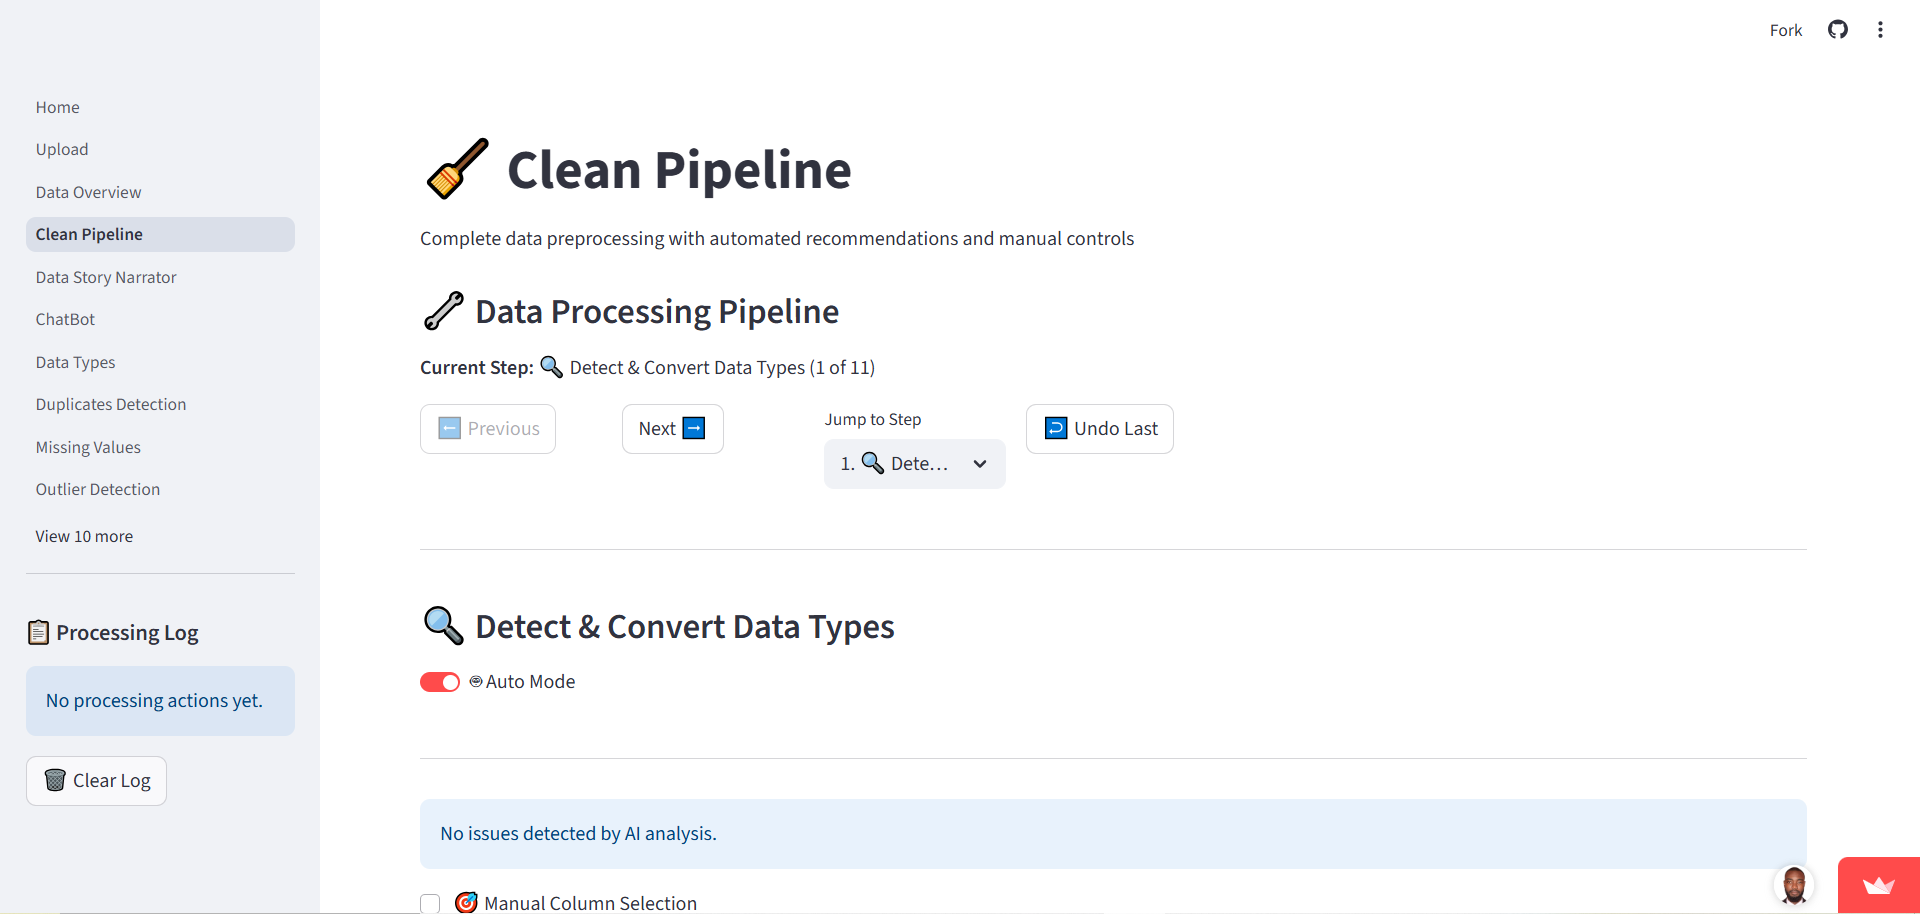 Fork
Home
Upload
Data Overview
Clean Pipeline
Data Story Narrator
ChatBot
Data Types
Duplicates Detection
Missing Values
Outlier Detection
View 10 more
Processing Log
No processing actions yet.
Clear Log
Clean Pipeline
Complete data preprocessing with automated recommendations and manual controls
Data Processing Pipeline
Current Step: Detect & Convert Data Types (1 of 11)
Previous
Next
Jump to Step
1. Dete...
Undo Last
Detect & Convert Data Types
Auto Mode
No issues detected by AI analysis.
Manual Column Selection